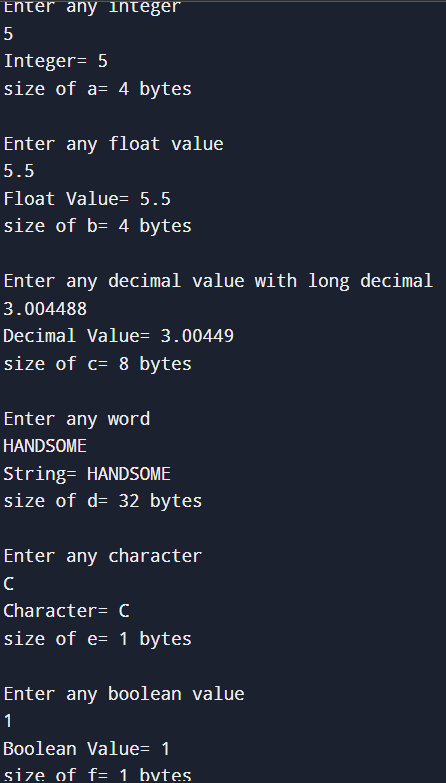 Enter any integer
5
Integer= 5
size of a= 4 bytes
Enter any float value
5.5
Float Value= 5.5
size of b= 4 bytes
Enter any decimal value with long decimal
3.004488
Decimal Value= 3.00449
size of c= 8 bytes
Enter any word
HANDSOME
String= HANDSOME
size of d= 32 bytes
Enter any character
C
Character= C
size of e= 1 bytes
Enter any boolean value
1
Boolean Value= 1
size of f= 1 bytes